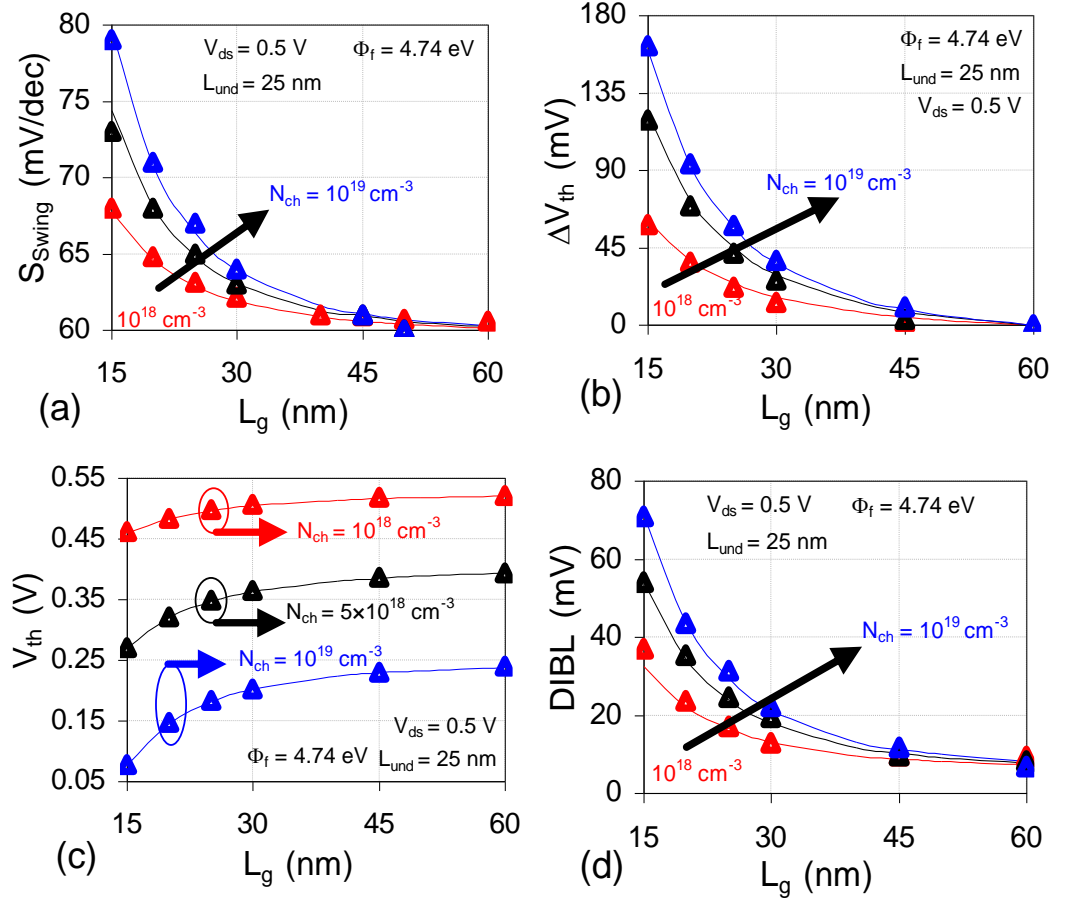 80
75
70
65
60
S_Swing (mV/dec)
V_ds = 0.5 V Φ_f = 4.74 eV
L_und = 25 nm
N_ch = 10^19 cm^-3
10^18 cm^-3
15 30 45 60
(a) L_g (nm)
180
135
90
45
0
ΔV_th (mV)
Φ_f = 4.74 eV
L_und = 25 nm
V_ds = 0.5 V
N_ch = 10^19 cm^-3
10^18 cm^-3
15 30 45 60
(b) L_g (nm)
0.55
0.45
0.35
0.25
0.15
0.05
V_th (V)
N_ch = 10^18 cm^-3
N_ch = 5×10^18 cm^-3
N_ch = 10^19 cm^-3
V_ds = 0.5 V
Φ_f = 4.74 eV L_und = 25 nm
15 30 45 60
(c) L_g (nm)
80
60
40
20
0
DIBL (mV)
V_ds = 0.5 V Φ_f = 4.74 eV
L_und = 25 nm
N_ch = 10^19 cm^-3
10^18 cm^-3
15 30 45 60
(d) L_g (nm)